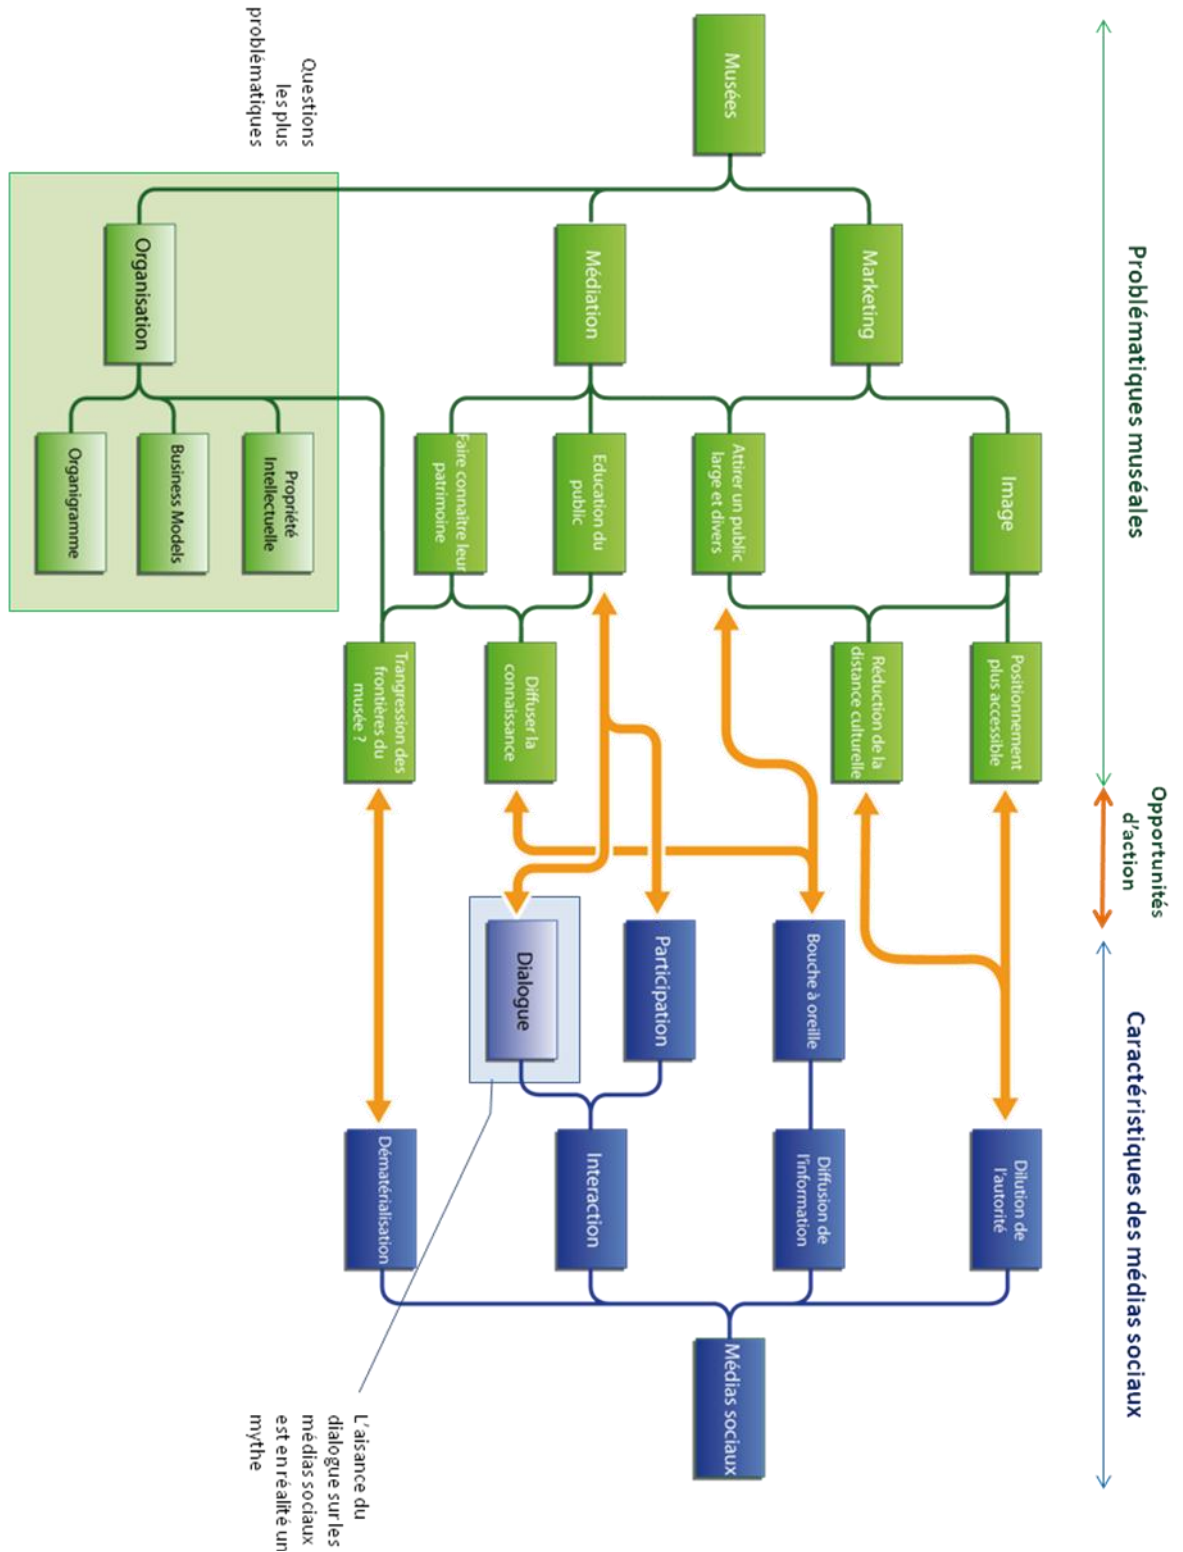 Problématiques muséales
Opportunités
d'action
Caractéristiques des médias sociaux
Musées
Marketing
Médiation
Organisation
Image
Attirer un public
large et divers
Education du
public
Faire connaître leur
patrimoine
Propriété
Intellectuelle
Business Models
Organigramme
Positionnement
plus accessible
Réduction de la
distance culturelle
Diffuser la
connaissance
Trangression des
frontières du
musée ?
Bouche à oreille
Participation
Dialogue
Dilution de
l'autorité
Diffusion de
l'information
Interaction
Dématérialisation
Médias sociaux
Questions
les plus
problématiques
L'aisance du
dialogue sur les
médias sociaux
est en réalité un
mythe